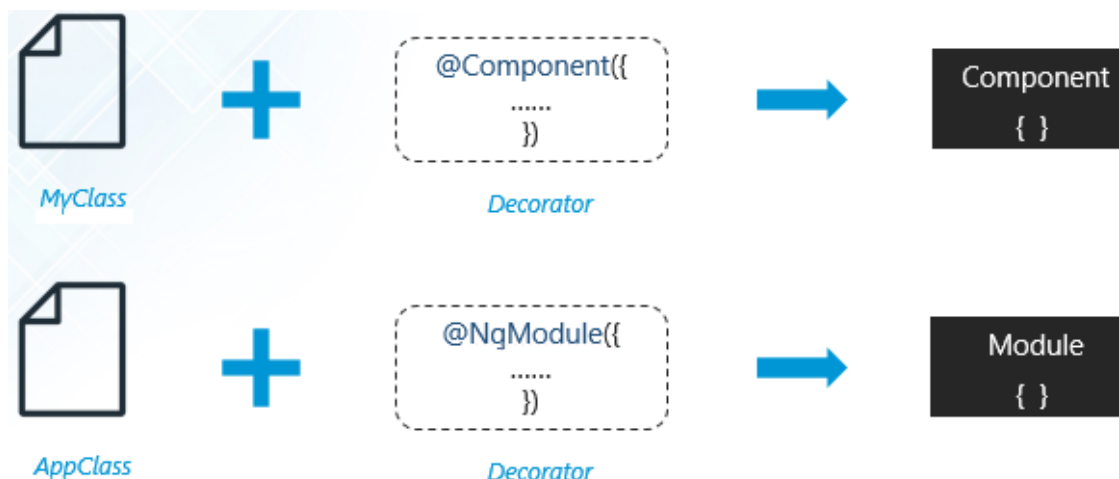 @Component({
......
})
Component
{ }
MyClass
Decorator
@NgModule({
......
})
Module
{ }
AppClass
Decorator